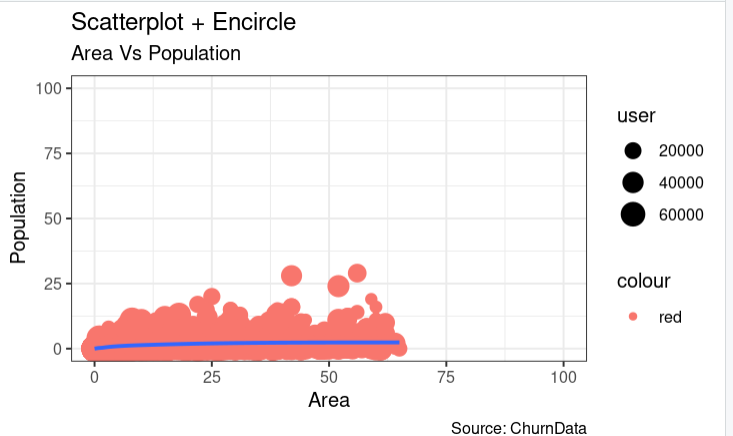 Scatterplot + Encircle
Area Vs Population
Population
100
75
50
25
0
0 25 50 75 100
Area
Source: ChurnData
user
20000
40000
60000
colour
red